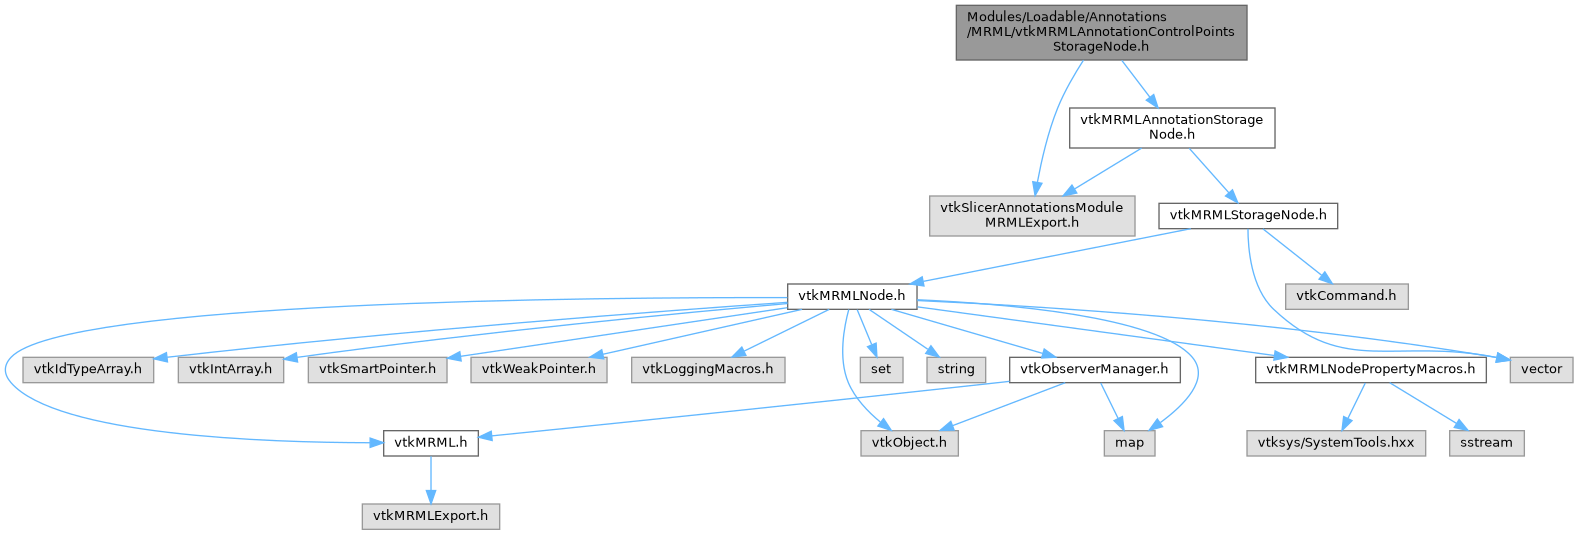 Modules/Loadable/Annotations
/MRML/vtkMRMLAnnotationControlPoints
StorageNode.h
vtkMRMLAnnotationStorage
Node.h
vtkSlicerAnnotationsModule
MRMLExport.h
vtkMRMLStorageNode.h
vtkMRMLNode.h
vtkCommand.h
vtkIdTypeArray.h
vtkIntArray.h
vtkSmartPointer.h
vtkWeakPointer.h
vtkLoggingMacros.h
set
string
vtkObserverManager.h
vtkMRMLNodePropertyMacros.h
vector
vtkMRML.h
vtkObject.h
map
vtksys/SystemTools.hxx
sstream
vtkMRMLExport.h